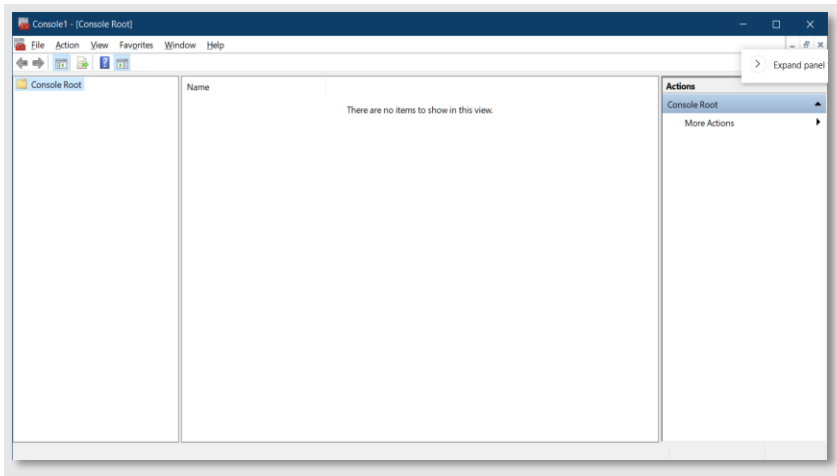 Console1 - [Console Root]
File Action View Favorites Window Help
Expand panel
Console Root
Name
There are no items to show in this view.
Actions
Console Root
More Actions